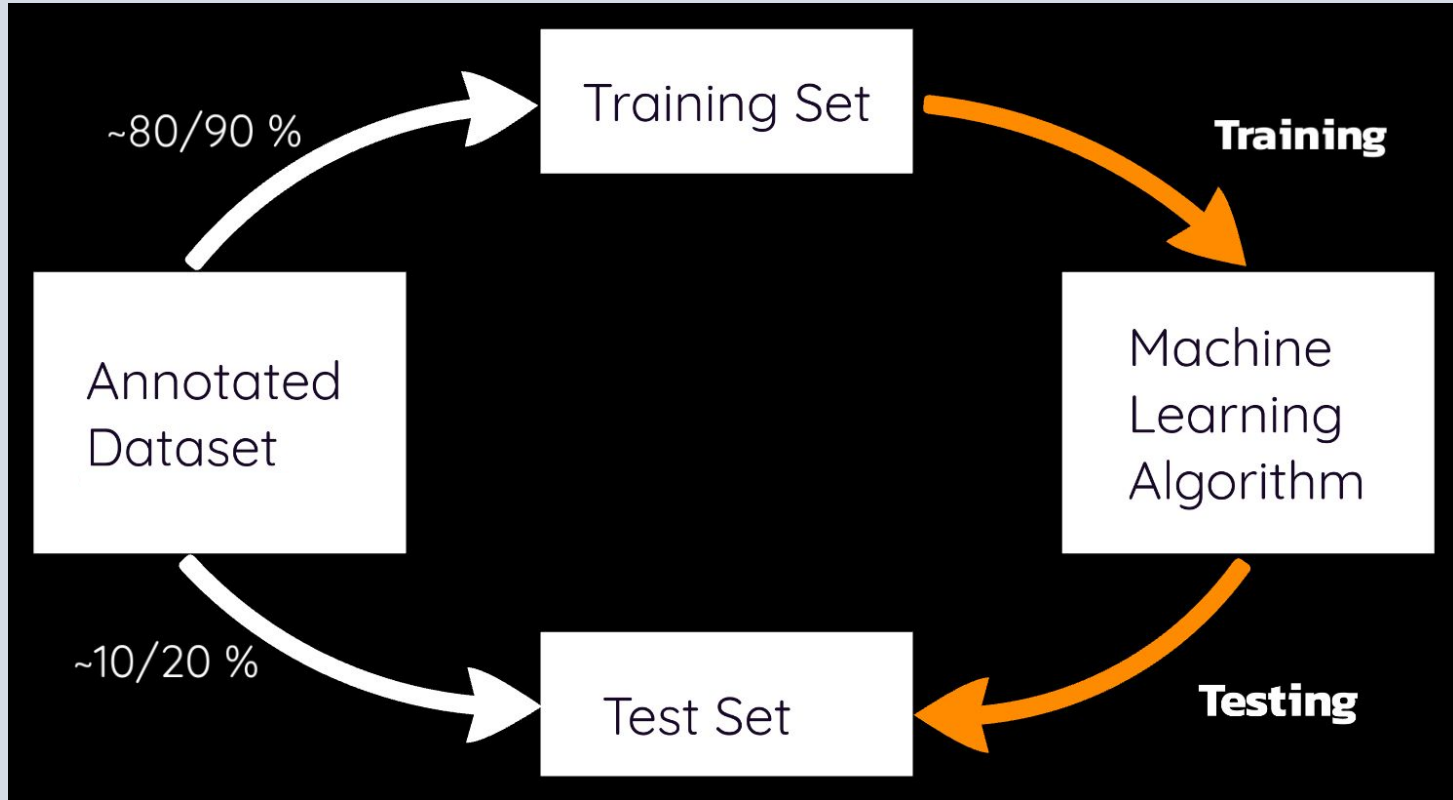 Training Set
~80/90 %
Training
Annotated
Dataset
Machine
Learning
Algorithm
~10/20 %
Test Set
Testing